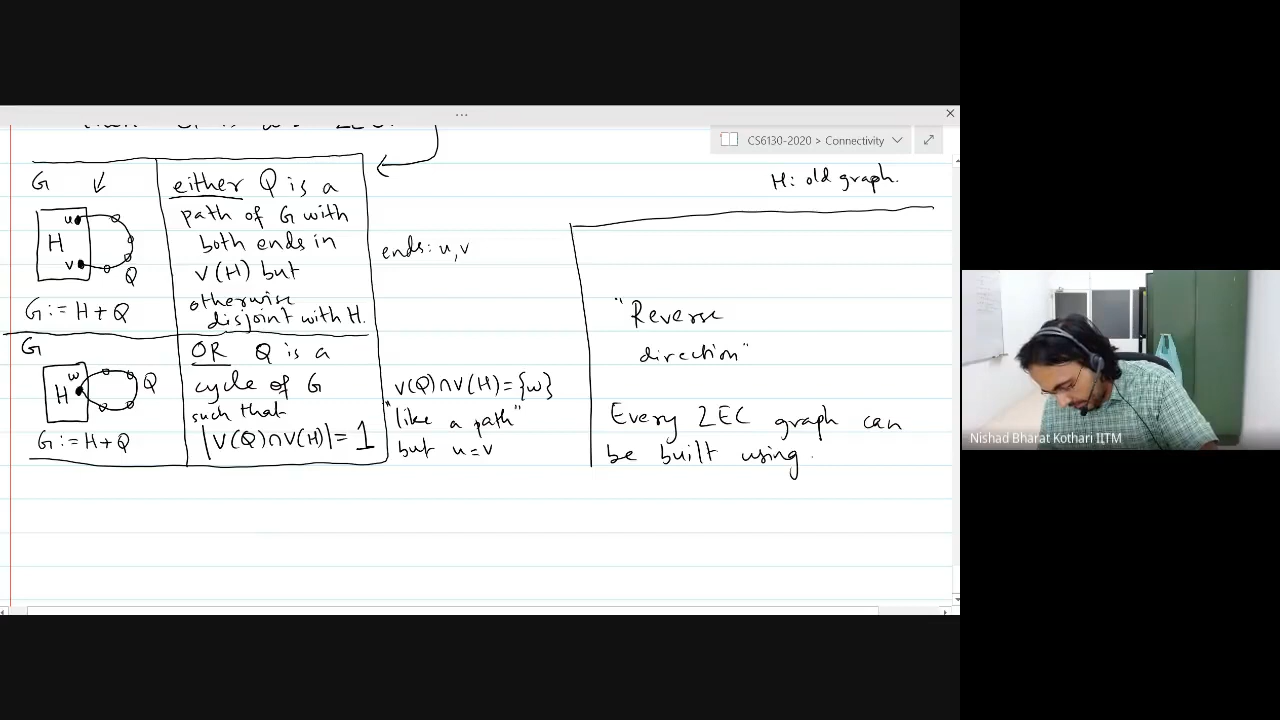 CS6130-2020 > Connectivity
H: old graph.
G
u
H
v
Q
G := H + Q
either Q is a
path of G with
both ends in
V(H) but
otherwise
disjoint with H.
ends: u, v
G
w
H
Q
G := H + Q
OR Q is a
cycle of G
such that
|V(Q)∩V(H)| = 1
V(Q)∩V(H) = {w}
"like a path"
but u = v
"Reverse
direction"
Every 2EC graph can
be built using
Nishad Bharat Kothari IITM